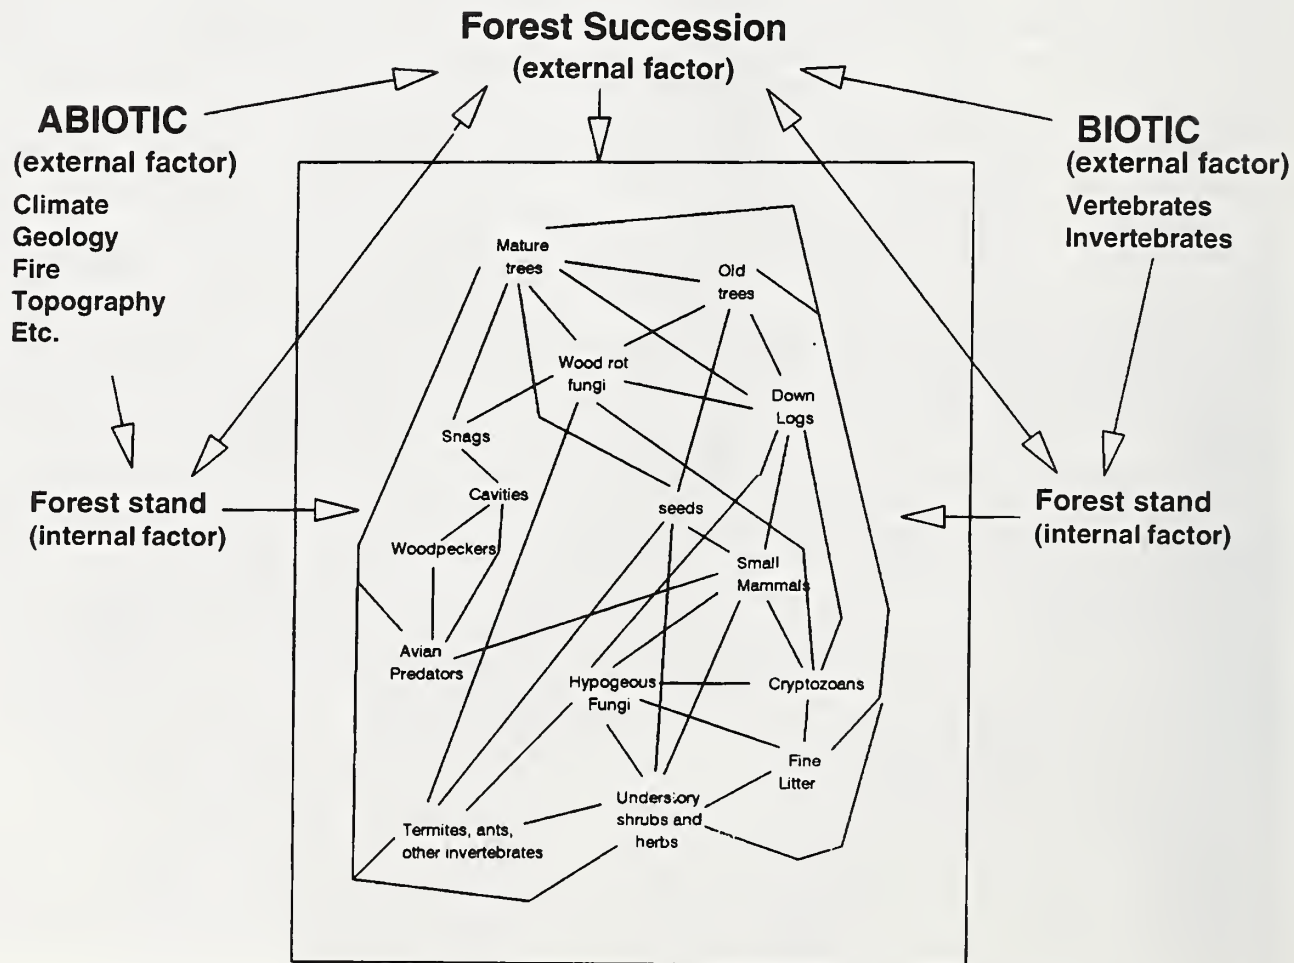 Forest Succession
(external factor)
ABIOTIC
(external factor)
Climate
Geology
Fire
Topography
Etc.
BIOTIC
(external factor)
Vertebrates
Invertebrates
Forest stand
(internal factor)
Forest stand
(internal factor)
Mature
trees
Old
trees
Wood rot
fungi
Down
Logs
Snags
Cavities
seeds
Woodpeckers
Small
Mammals
Avian
Predators
Hypogeous
Fungi
Cryptozoans
Fine
Litter
Understory
shrubs and
herbs
Termites, ants,
other invertebrates